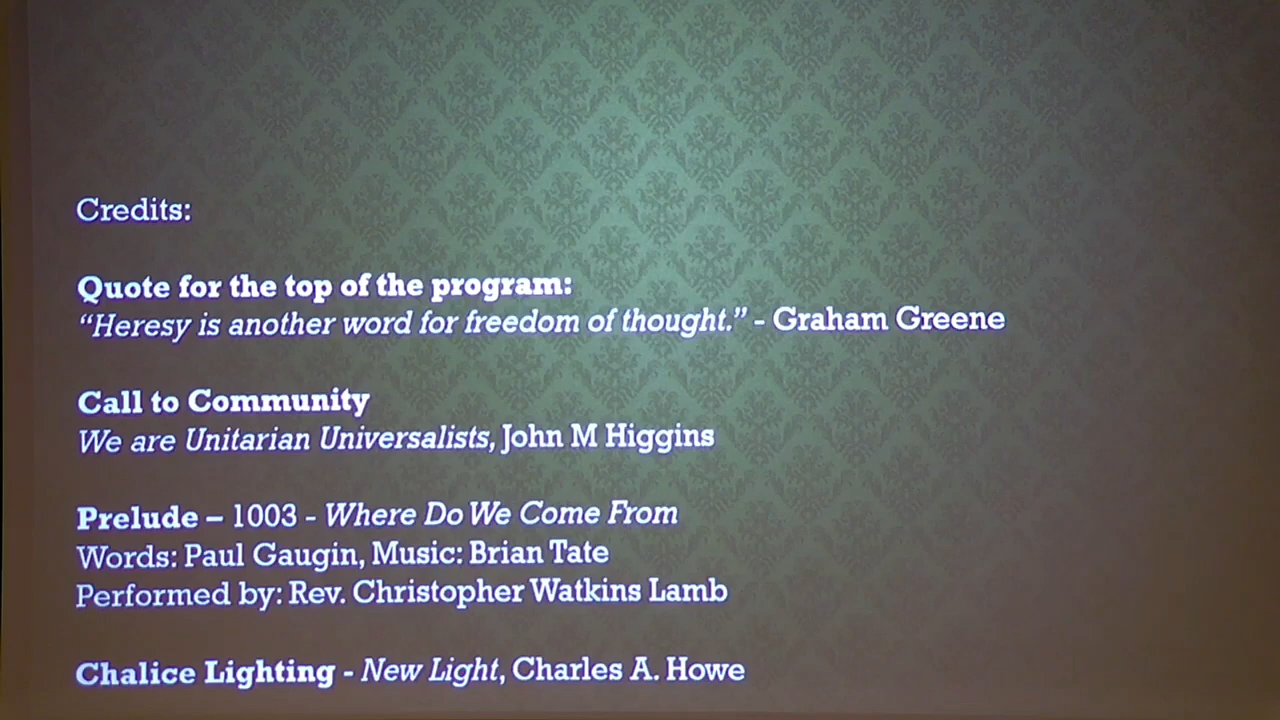 Credits:
Quote for the top of the program:
“Heresy is another word for freedom of thought.” - Graham Greene
Call to Community
We are Unitarian Universalists, John M Higgins
Prelude – 1003 - Where Do We Come From
Words: Paul Gaugin, Music: Brian Tate
Performed by: Rev. Christopher Watkins Lamb
Chalice Lighting - New Light, Charles A. Howe